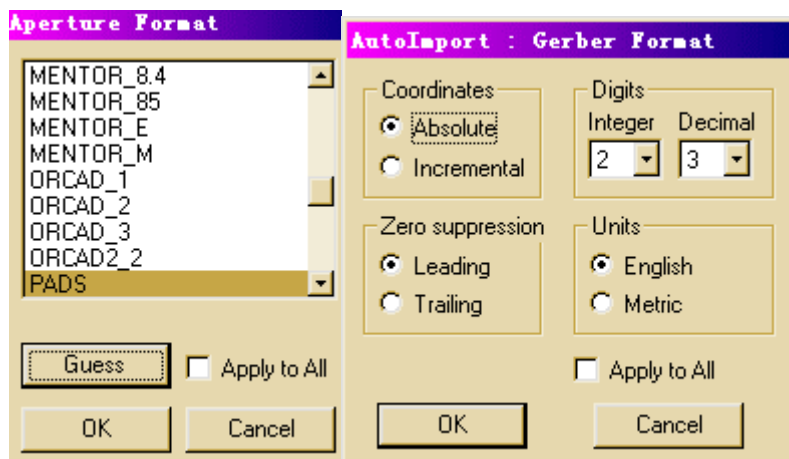 Aperture Format
MENTOR_8.4
MENTOR_85
MENTOR_E
MENTOR_M
ORCAD_1
ORCAD_2
ORCAD_3
ORCAD2_2
PADS
Guess
Apply to All
OK
Cancel
AutoImport : Gerber Format
Coordinates
Absolute
Incremental
Digits
Integer Decimal
2 3
Zero suppression
Leading
Trailing
Units
English
Metric
Apply to All
OK
Cancel